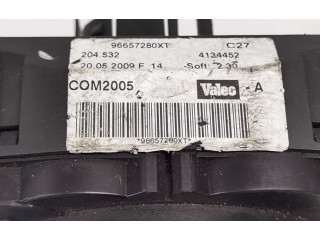 96657280XT C27
204.532 4134452
20.05.2009 F 14 -Soft: 2.30
COM2005 Valeo -A
*96657280XT*